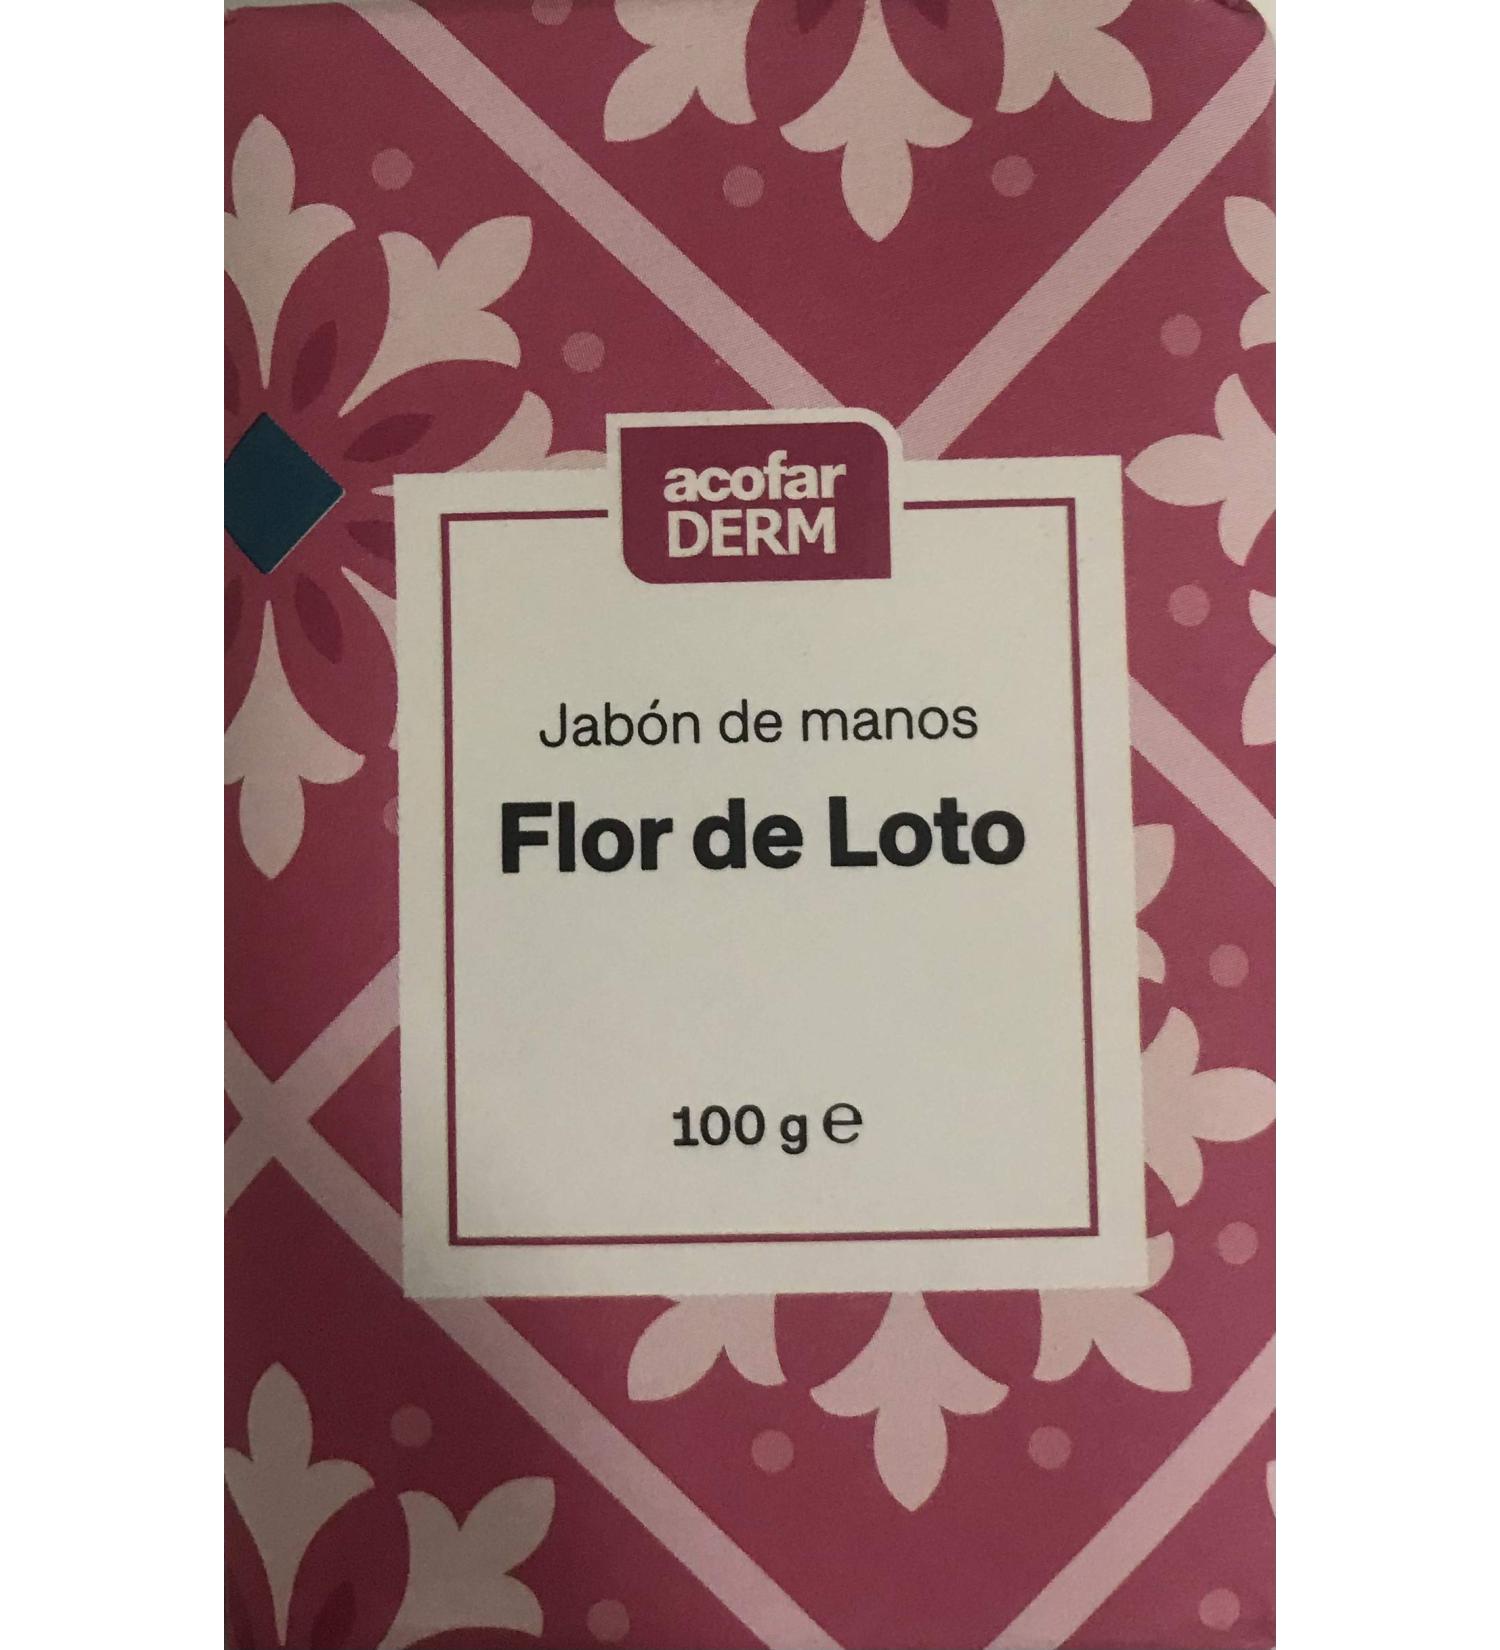 acofar
DERM
Jabón de manos
Flor de Loto
100 g ℮